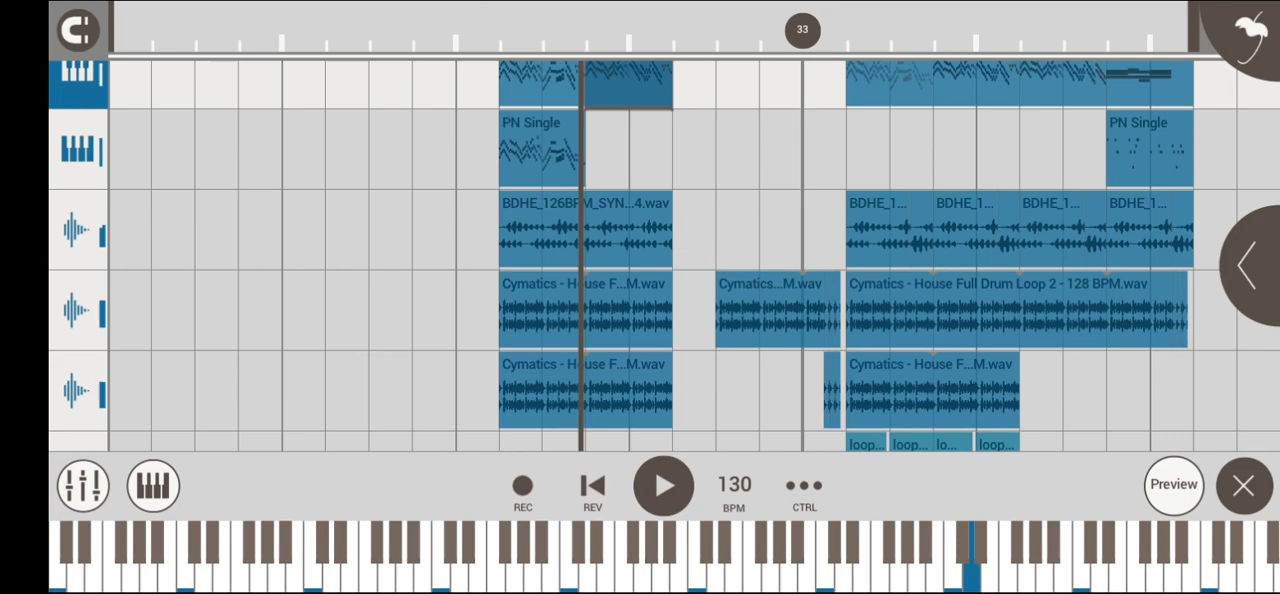 33
PN Single
PN Single
BDHE_126BPM_SYN...4.wav
BDHE_1...
BDHE_1...
BDHE_1...
BDHE_1...
Cymatics - House F...M.wav
Cymatics...M.wav
Cymatics - House Full Drum Loop 2 - 128 BPM.wav
Cymatics - House F...M.wav
Cymatics - House F...M.wav
loop...
loop...
lo...
loop...
REC
REV
130
BPM
CTRL
Preview